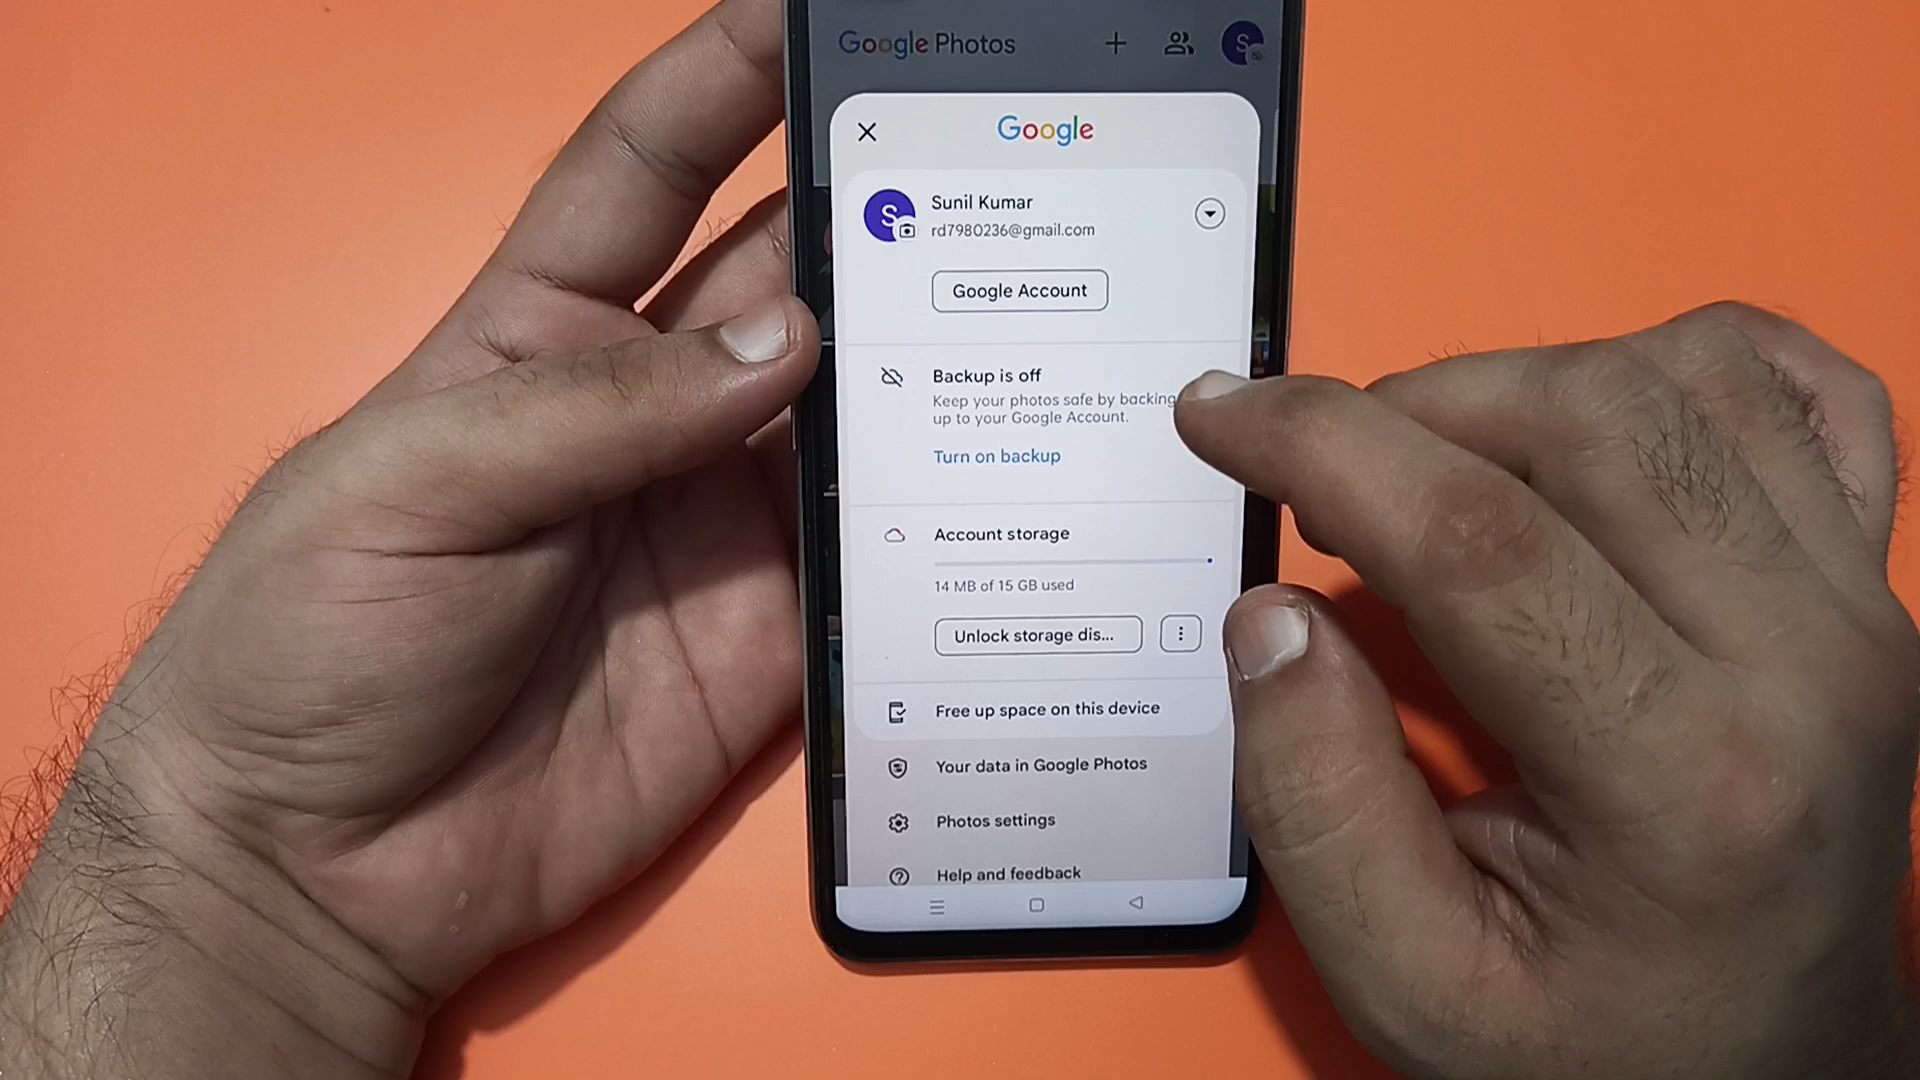 Google Photos
S
Google
S
Sunil Kumar
rd7980236@gmail.com
Google Account
Backup is off
Keep your photos safe by backing
up to your Google Account.
Turn on backup
Account storage
14 MB of 15 GB used
Unlock storage dis...
Free up space on this device
Your data in Google Photos
Photos settings
Help and feedback